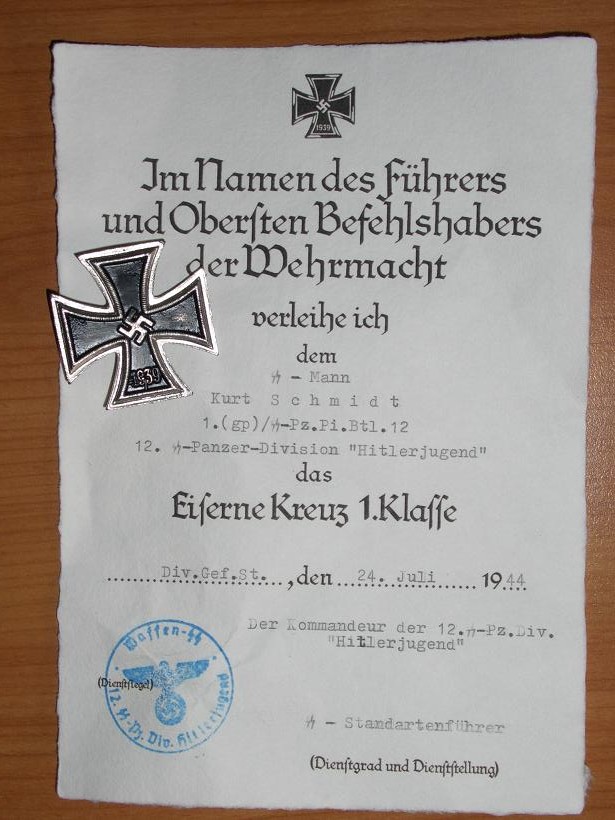 1939
Im Namen des Führers
und Oberſten Befehlshabers
der Wehrmacht
verleihe ich
dem
ᛋᛋ - Mann
Kurt S c h m i d t
1.(gp)/ᛋᛋ-Pz.Pi.Btl.12
12. ᛋᛋ-Panzer-Division "Hitlerjugend"
das
Eiſerne Kreuz 1.Klaſſe
Div.Gef.St. , den 24. Juli 1944
Der Kommandeur der 12.ᛋᛋ-Pz.Div.
"Hitlerjugend"
ᛋᛋ - Standartenführer
(Dienſtgrad und Dienſtſtellung)
(Dienſtſiegel)
Waffen-ᛋᛋ
12. ᛋᛋ-Pz. Div. Hitlerjugend
1939